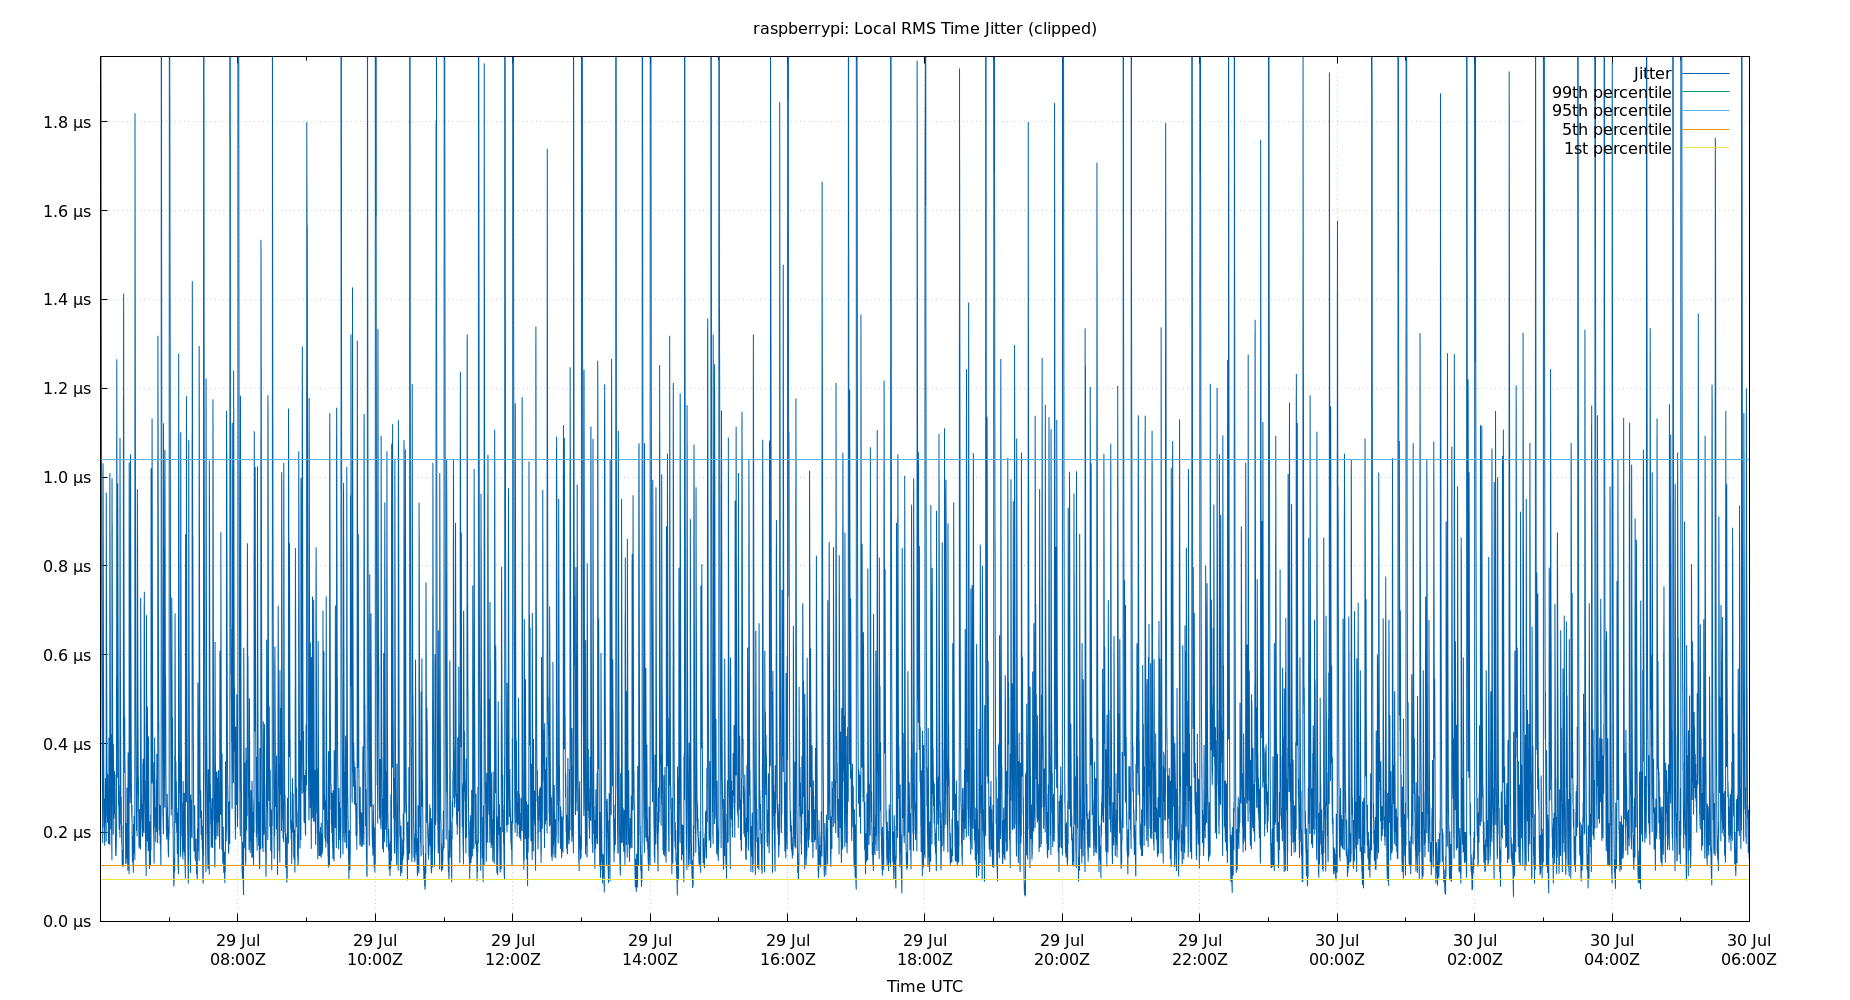 raspberrypi: Local RMS Time Jitter (clipped)
Jitter
99th percentile
95th percentile
5th percentile
1st percentile
1.8 µs
1.6 µs
1.4 µs
1.2 µs
1.0 µs
0.8 µs
0.6 µs
0.4 µs
0.2 µs
0.0 µs
29 Jul 29 Jul 29 Jul 29 Jul 29 Jul 29 Jul 29 Jul 29 Jul 30 Jul 30 Jul 30 Jul 30 Jul
08:00Z 10:00Z 12:00Z 14:00Z 16:00Z 18:00Z 20:00Z 22:00Z 00:00Z 02:00Z 04:00Z 06:00Z
Time UTC